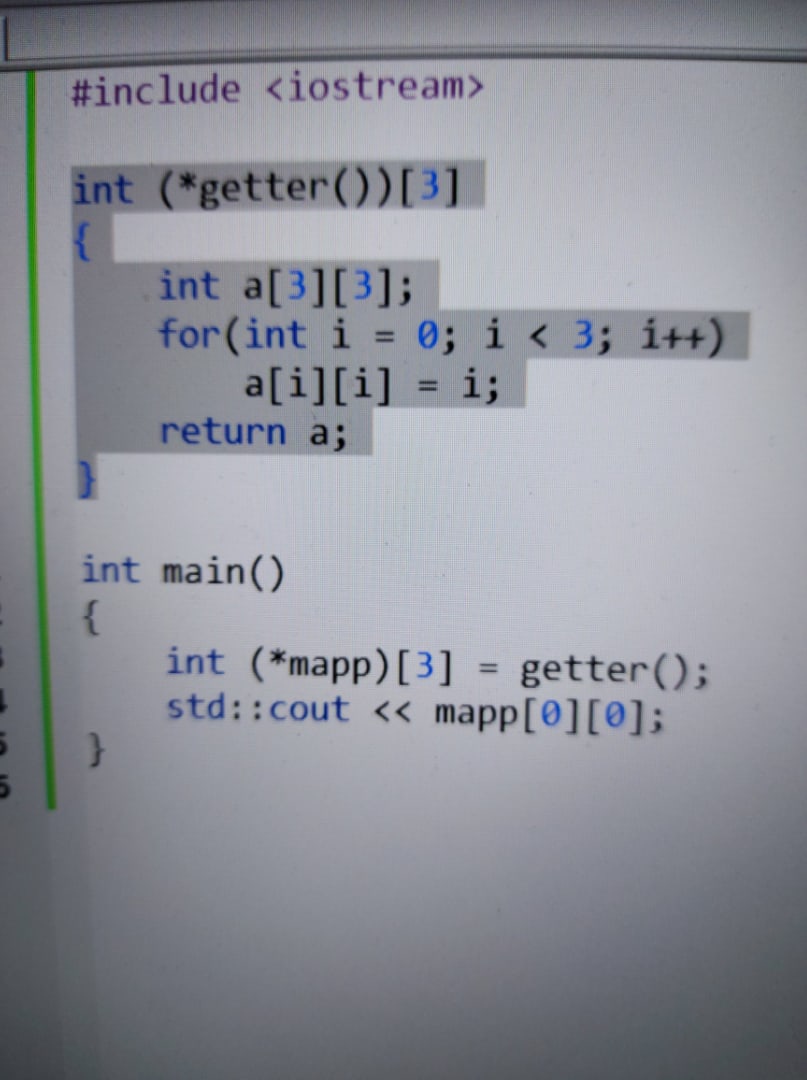 #include <iostream>
int (*getter())[3]
{
    int a[3][3];
    for(int i = 0; i < 3; i++)
        a[i][i] = i;
    return a;
}
int main()
{
    int (*mapp)[3] = getter();
    std::cout << mapp[0][0];
}